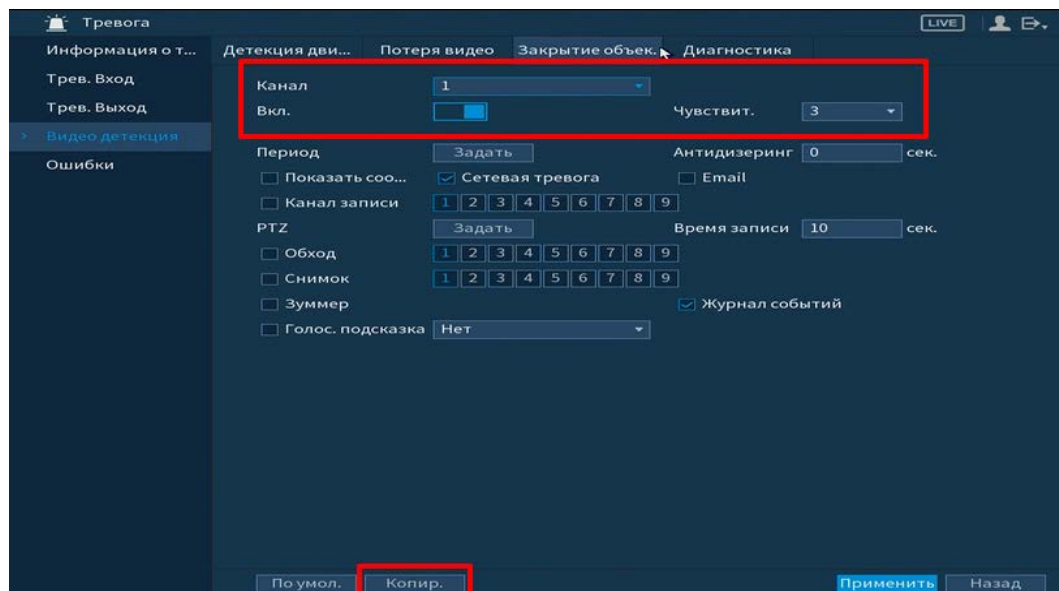 Тревога LIVE
Информация о т... Детекция дви... Потеря видео Закрытие объек. Диагностика
Трев. Вход Канал 1
Трев. Выход Вкл. Чувствит. 3
Видео детекция Период Задать Антидизеринг 0 сек.
Ошибки Показать соо... Сетевая тревога Email
Канал записи 1 2 3 4 5 6 7 8 9
PTZ Задать Время записи 10 сек.
Обход 1 2 3 4 5 6 7 8 9
Снимок 1 2 3 4 5 6 7 8 9
Зуммер Журнал событий
Голос. подсказка Нет
По умол. Копир. Применить Назад